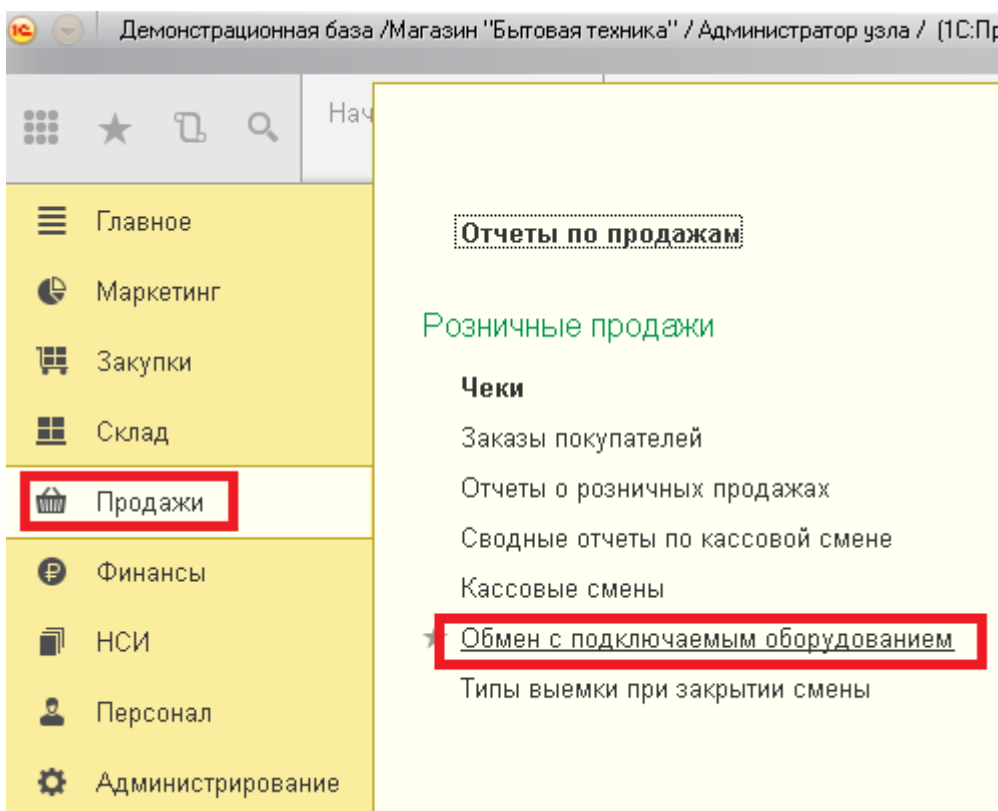 1С Демонстрационная база /Магазин "Бытовая техника" / Администратор узла / (1С:Пр
Нач
Главное
Маркетинг
Закупки
Склад
Продажи
Финансы
НСИ
Персонал
Администрирование
Отчеты по продажам
Розничные продажи
Чеки
Заказы покупателей
Отчеты о розничных продажах
Сводные отчеты по кассовой смене
Кассовые смены
Обмен с подключаемым оборудованием
Типы выемки при закрытии смены